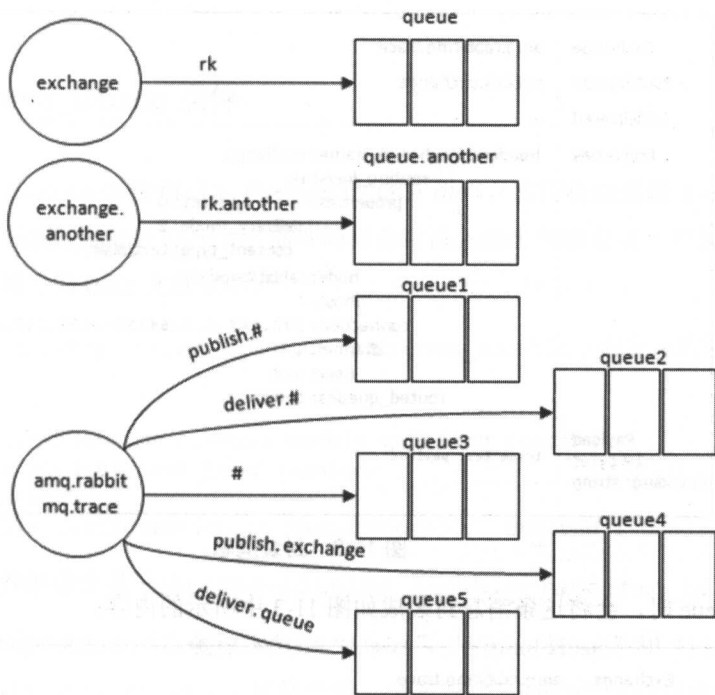 queue
exchange
rk
queue.another
exchange.
another
rk.antother
queue1
publish.#
queue2
deliver.#
queue3
amq.rabbit
mq.trace
#
queue4
publish.exchange
deliver.queue
queue5